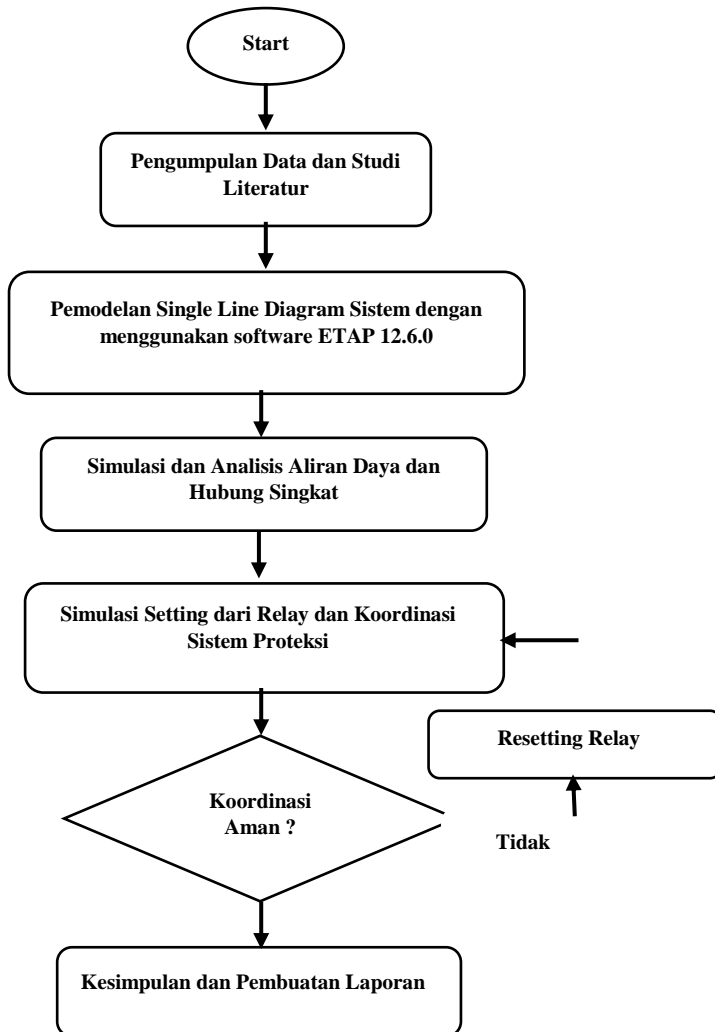 Start
Pengumpulan Data dan Studi
Literatur
Pemodelan Single Line Diagram Sistem dengan
menggunakan software ETAP 12.6.0
Simulasi dan Analisis Aliran Daya dan
Hubung Singkat
Simulasi Setting dari Relay dan Koordinasi
Sistem Proteksi
Resetting Relay
Koordinasi
Aman ?
Tidak
Kesimpulan dan Pembuatan Laporan